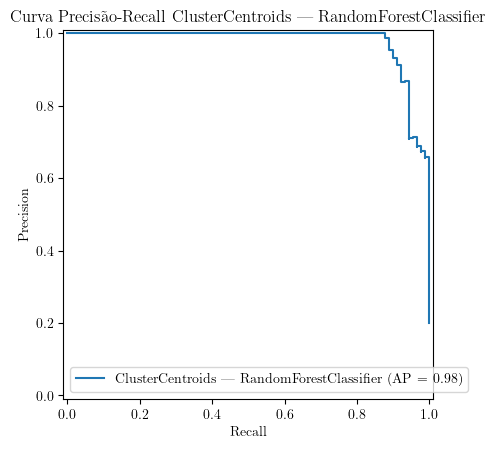 Curva Precisão-Recall ClusterCentroids — RandomForestClassifier
1.0
0.8
0.6
0.4
0.2
0.0
Precision
ClusterCentroids — RandomForestClassifier (AP = 0.98)
0.0 0.2 0.4 0.6 0.8 1.0
Recall